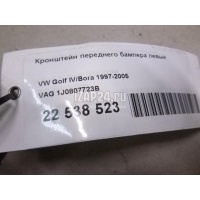 Кронштейн переднего бампера левый
VW Golf IV/Bora 1997-2005
VAG 1J0807723B
22 538 523